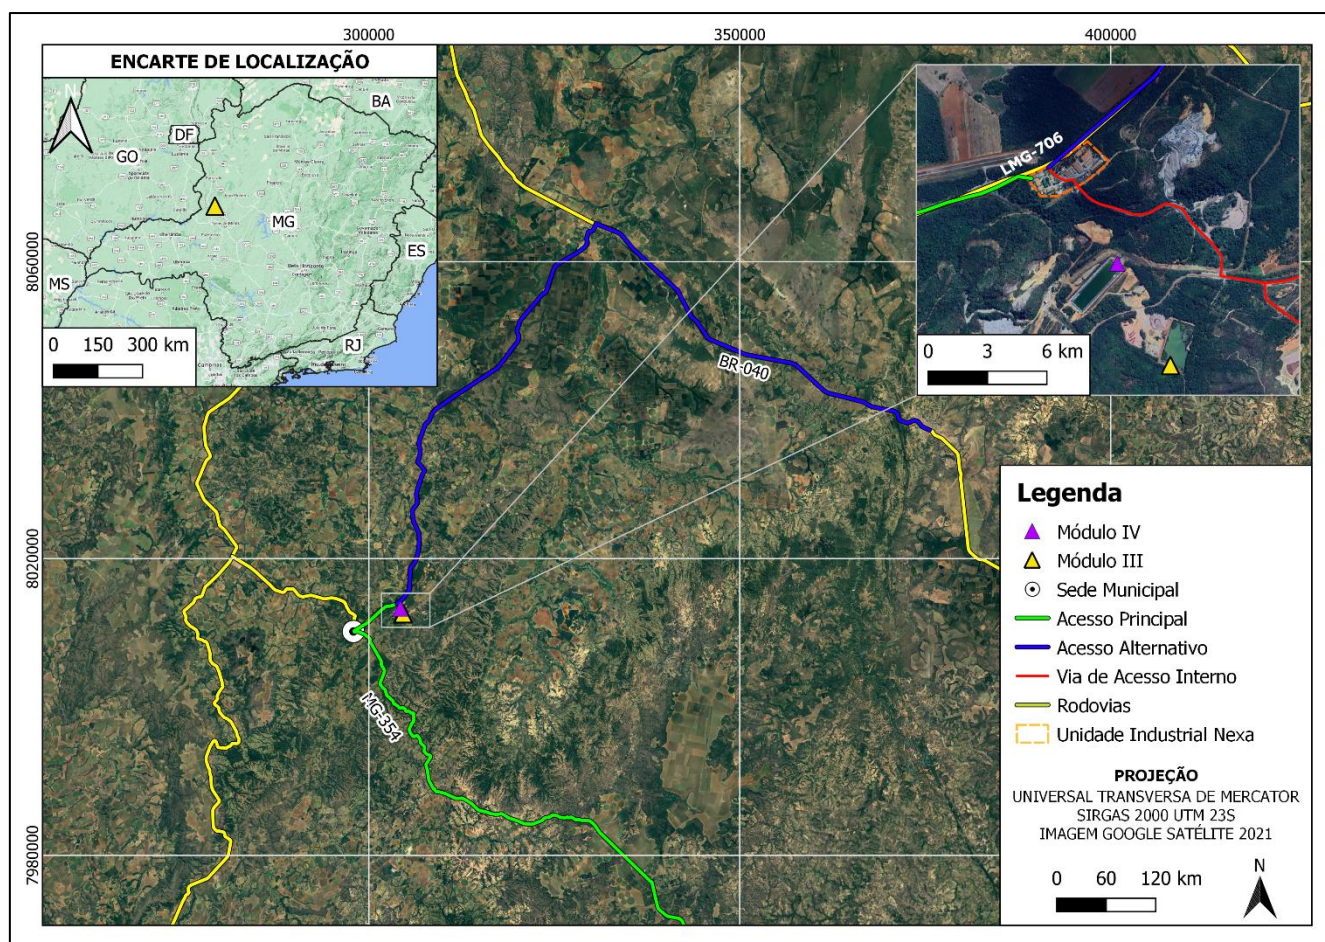 300000
350000
400000
ENCARTE DE LOCALIZAÇÃO
N
BA
DF
GO
MG
ES
MS
RJ
0 150 300 km
LMG-706
0 3 6 km
8060000
8020000
7980000
BR-040
MG-354
Legenda
Módulo IV
Módulo III
Sede Municipal
Acesso Principal
Acesso Alternativo
Via de Acesso Interno
Rodovias
Unidade Industrial Nexa
PROJEÇÃO
UNIVERSAL TRANSVERSA DE MERCATOR
SIRGAS 2000 UTM 23S
IMAGEM GOOGLE SATÉLITE 2021
0 60 120 km
N